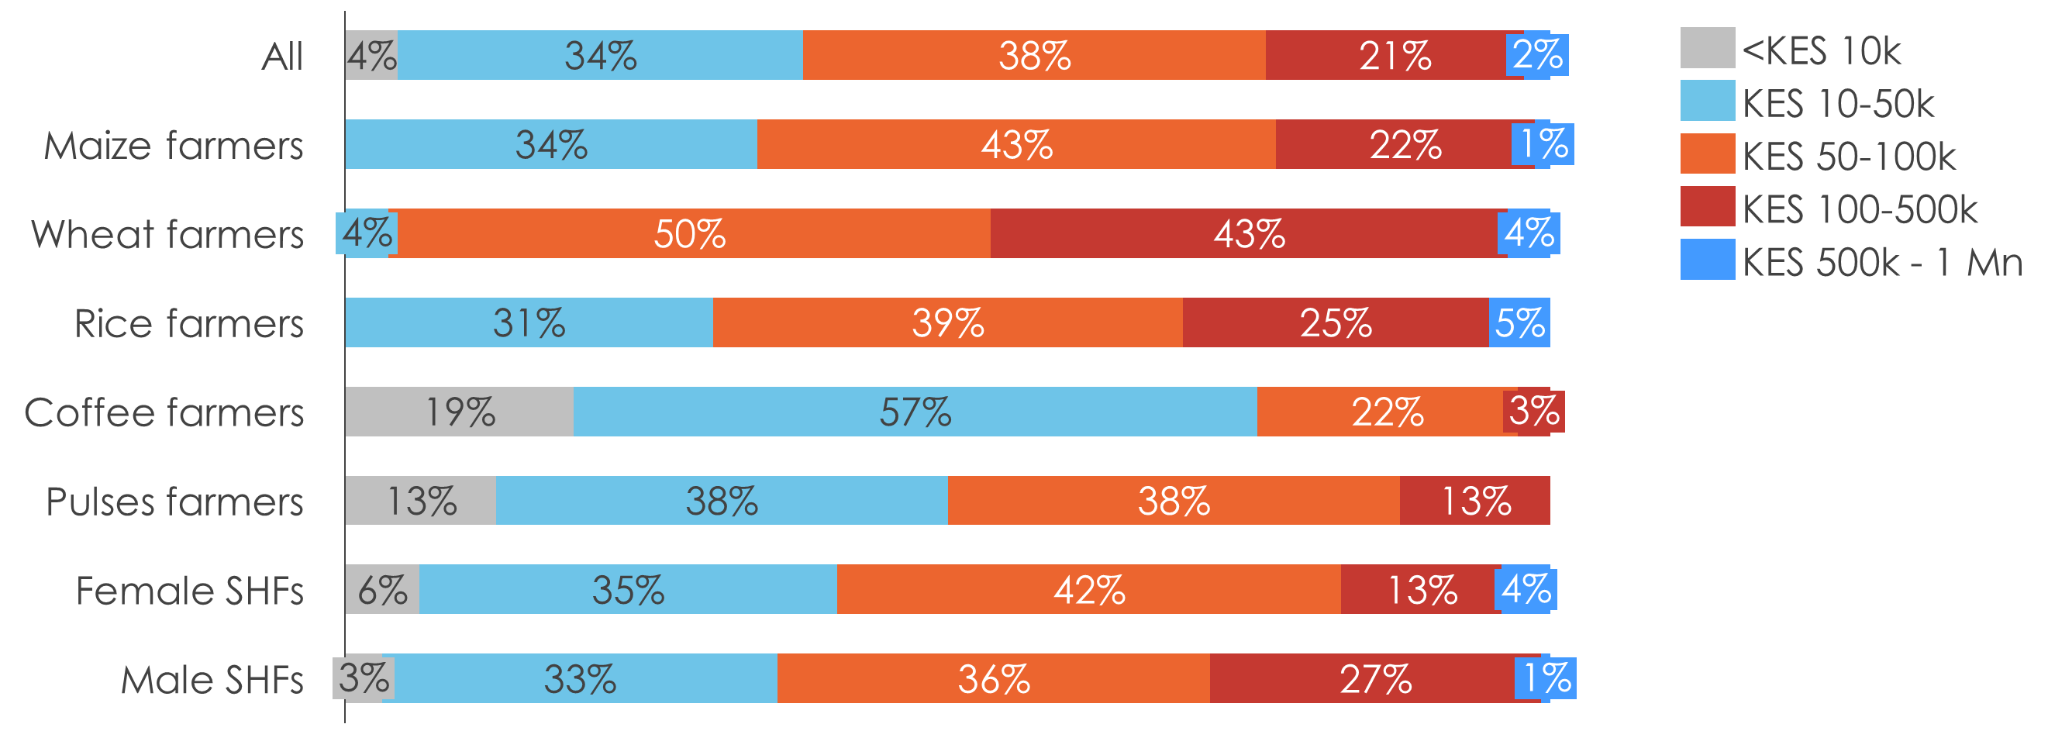 All 4% 34% 38% 21% 2%
Maize farmers 34% 43% 22% 1%
Wheat farmers 4% 50% 43% 4%
Rice farmers 31% 39% 25% 5%
Coffee farmers 19% 57% 22% 3%
Pulses farmers 13% 38% 38% 13%
Female SHFs 6% 35% 42% 13% 4%
Male SHFs 3% 33% 36% 27% 1%
<KES 10k
KES 10-50k
KES 50-100k
KES 100-500k
KES 500k - 1 Mn